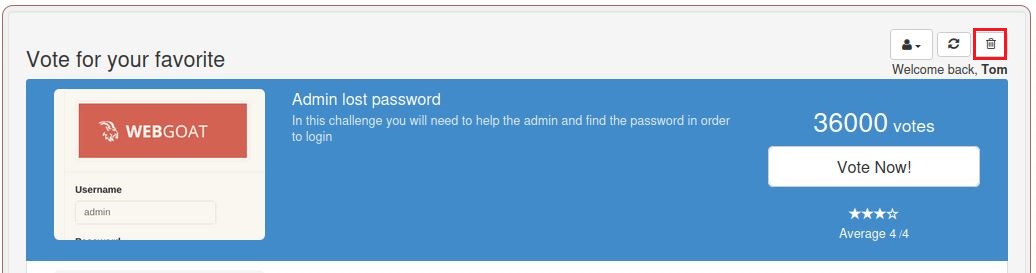 Vote for your favorite
Welcome back, Tom
WEBGOAT
Username
admin
Admin lost password
In this challenge you will need to help the admin and find the password in order
to login
36000 votes
Vote Now!
Average 4 /4